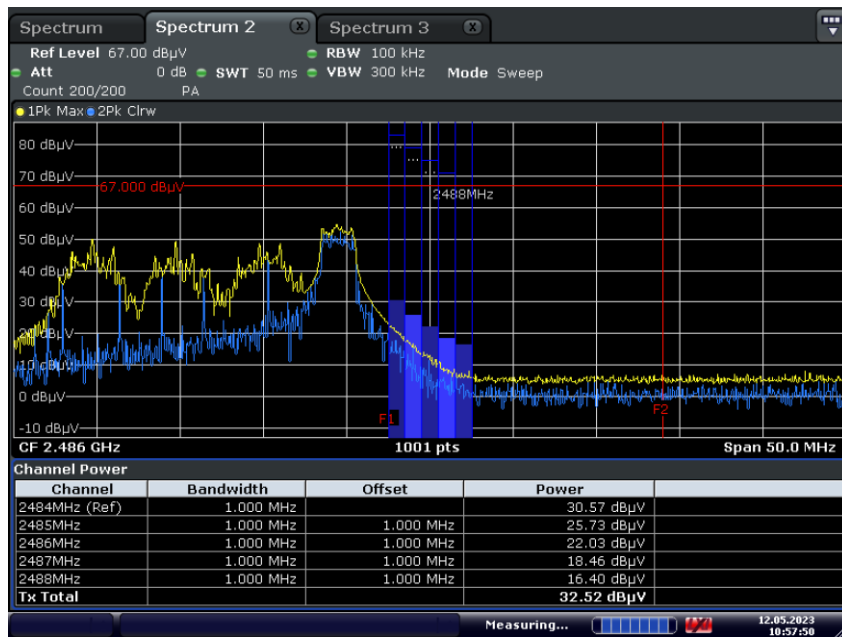 Spectrum Spectrum 2 Spectrum 3
Ref Level 67.00 dBµV RBW 100 kHz
Att 0 dB SWT 50 ms VBW 300 kHz Mode Sweep
Count 200/200 PA
1Pk Max 2Pk Clrw
80 dBµV
70 dBµV
67.000 dBµV
2488MHz
60 dBµV
50 dBµV
40 dBµV
30 dBµV
20 dBµV
10 dBµV
0 dBµV
F1 F2
-10 dBµV
CF 2.486 GHz 1001 pts Span 50.0 MHz
Channel Power
Channel Bandwidth Offset Power
2484MHz (Ref) 1.000 MHz 30.57 dBµV
2485MHz 1.000 MHz 1.000 MHz 25.73 dBµV
2486MHz 1.000 MHz 1.000 MHz 22.03 dBµV
2487MHz 1.000 MHz 1.000 MHz 18.46 dBµV
2488MHz 1.000 MHz 1.000 MHz 16.40 dBµV
Tx Total 32.52 dBµV
Measuring... 12.05.2023
10:57:50